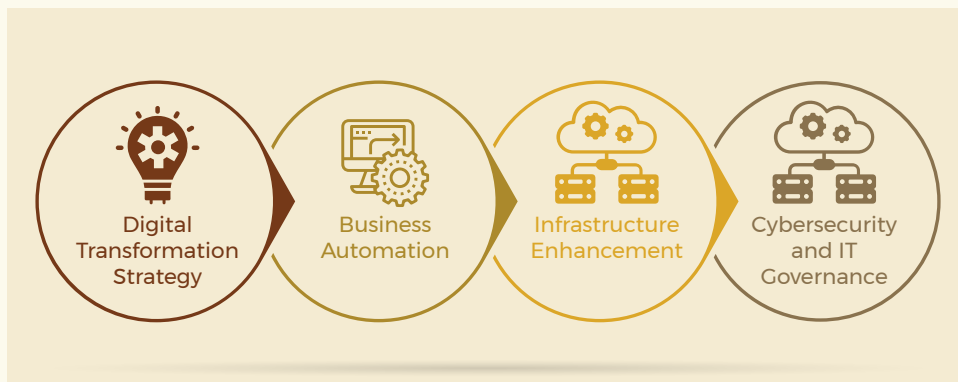 Digital
Transformation
Strategy
Business
Automation
Infrastructure
Enhancement
Cybersecurity
and IT
Governance